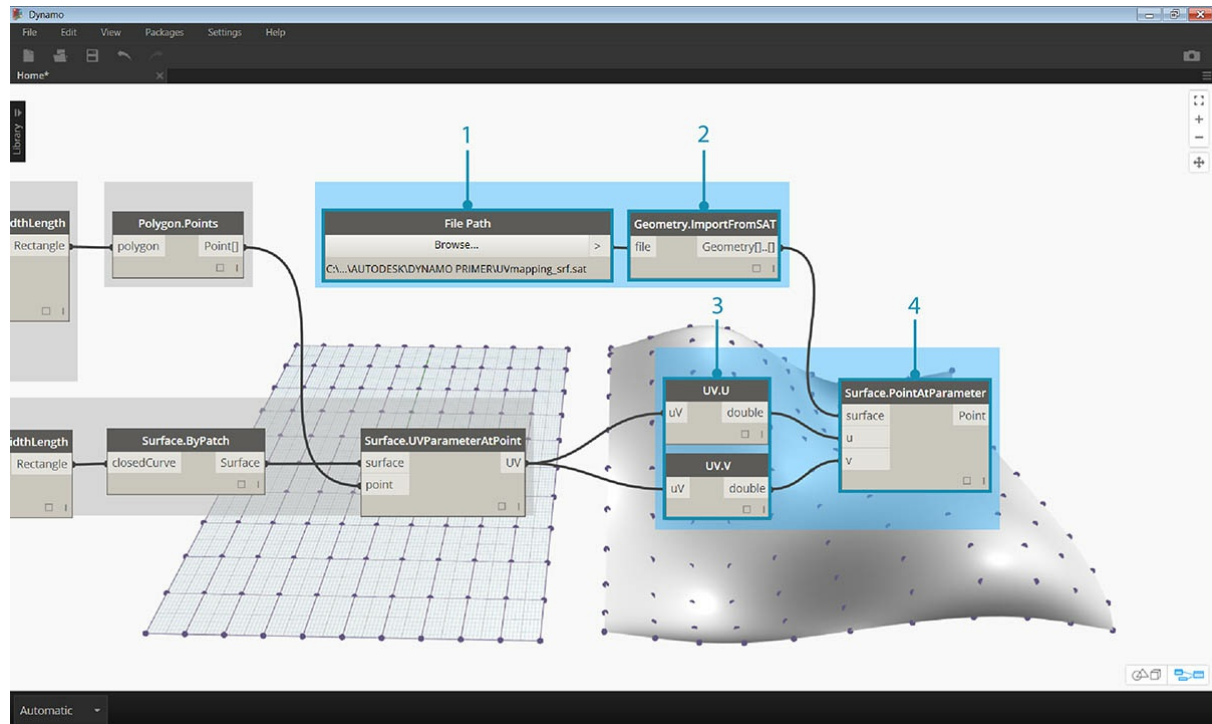 Dynamo
File Edit View Packages Settings Help
Home*
Library
1
2
dthLength
Rectangle
Polygon.Points
polygon Point[]
File Path
Browse... >
C:\...\AUTODESK\DYNAMO PRIMER\UVmapping_srf.sat
Geometry.ImportFromSAT
file Geometry[]..[]
3
4
UV.U
uV double
Surface.PointAtParameter
surface Point
u
v
idthLength
Rectangle
Surface.ByPatch
closedCurve Surface
Surface.UVParameterAtPoint
surface UV
point
UV.V
uV double
Automatic